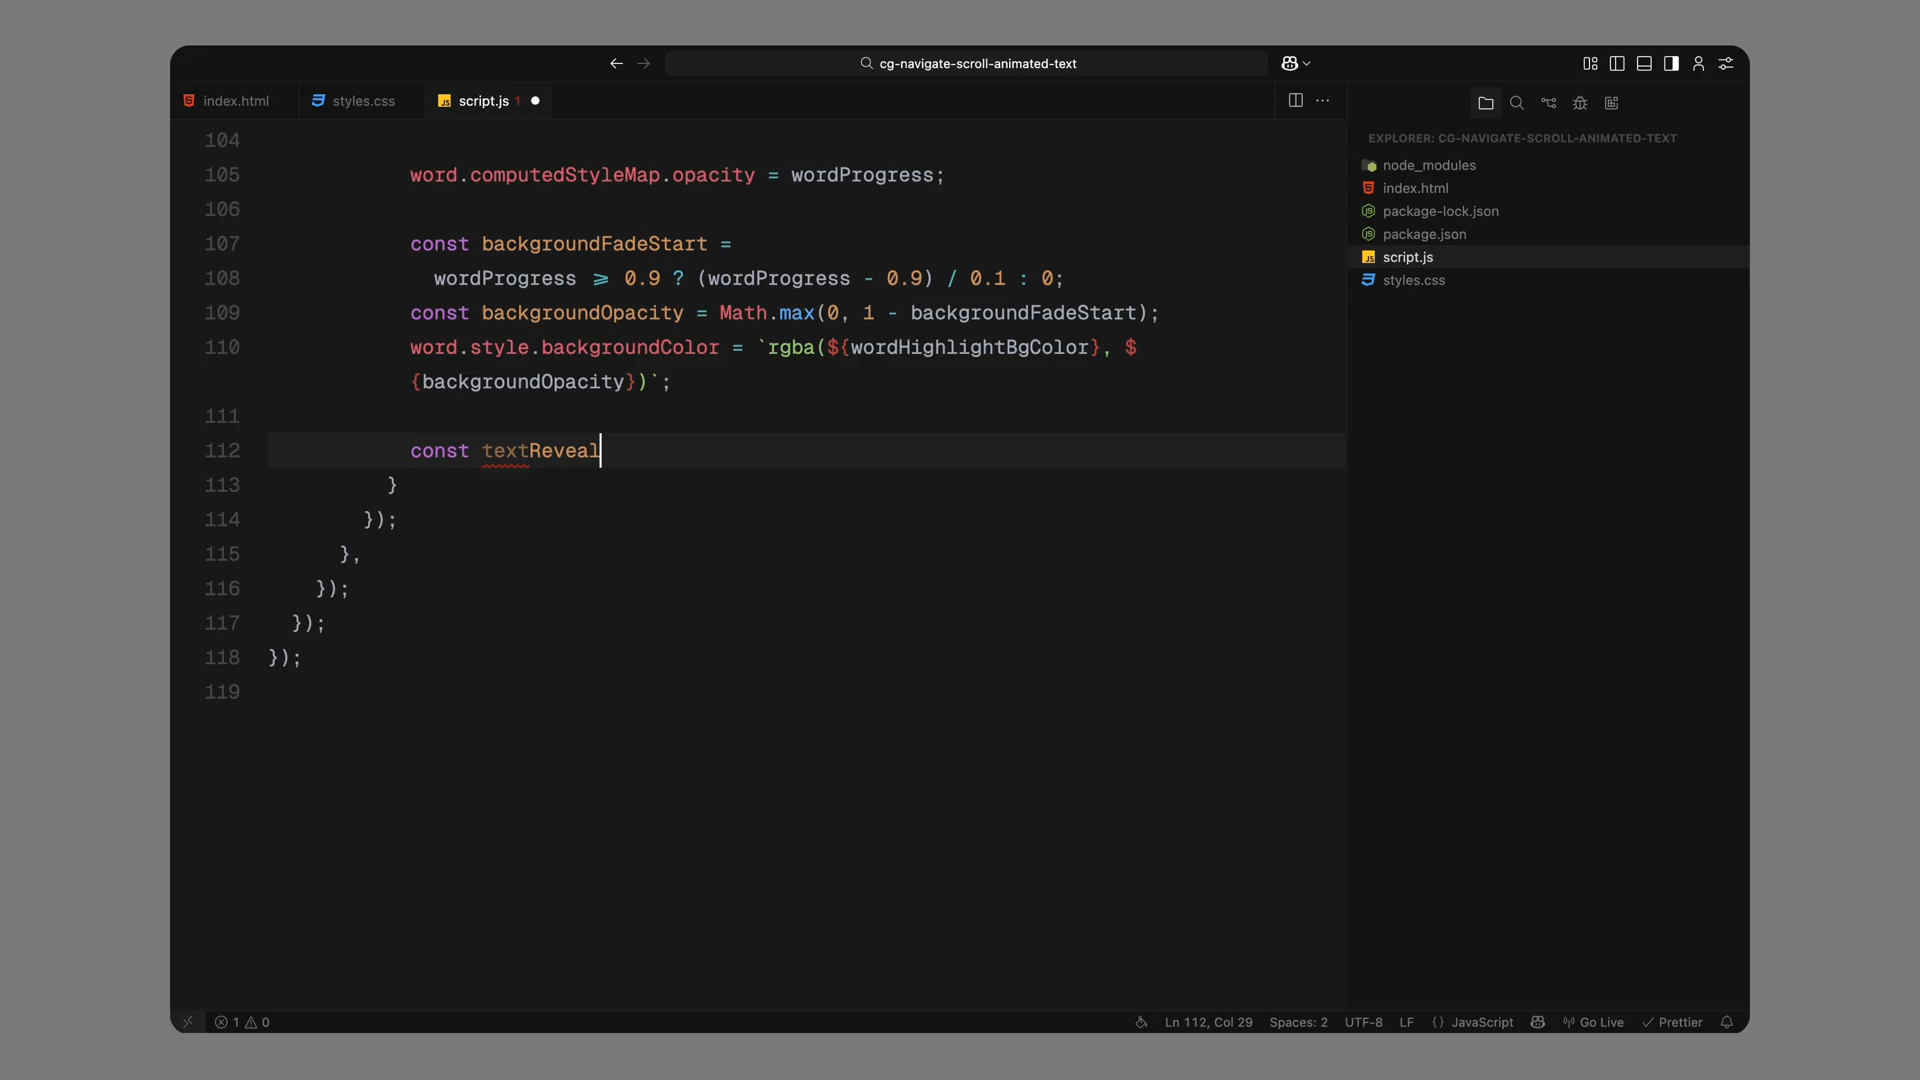 cg-navigate-scroll-animated-text
index.html
styles.css
script.js 1
EXPLORER: CG-NAVIGATE-SCROLL-ANIMATED-TEXT
node_modules
index.html
package-lock.json
package.json
script.js
styles.css
104
105 word.computedStyleMap.opacity = wordProgress;
106
107 const backgroundFadeStart =
108 wordProgress >= 0.9 ? (wordProgress - 0.9) / 0.1 : 0;
109 const backgroundOpacity = Math.max(0, 1 - backgroundFadeStart);
110 word.style.backgroundColor = `rgba(${wordHighlightBgColor}, $
{backgroundOpacity})`;
111
112 const textReveal
113 }
114 });
115 },
116 });
117 });
118 });
119
1 0
Ln 112, Col 29 Spaces: 2 UTF-8 LF {} JavaScript Go Live Prettier